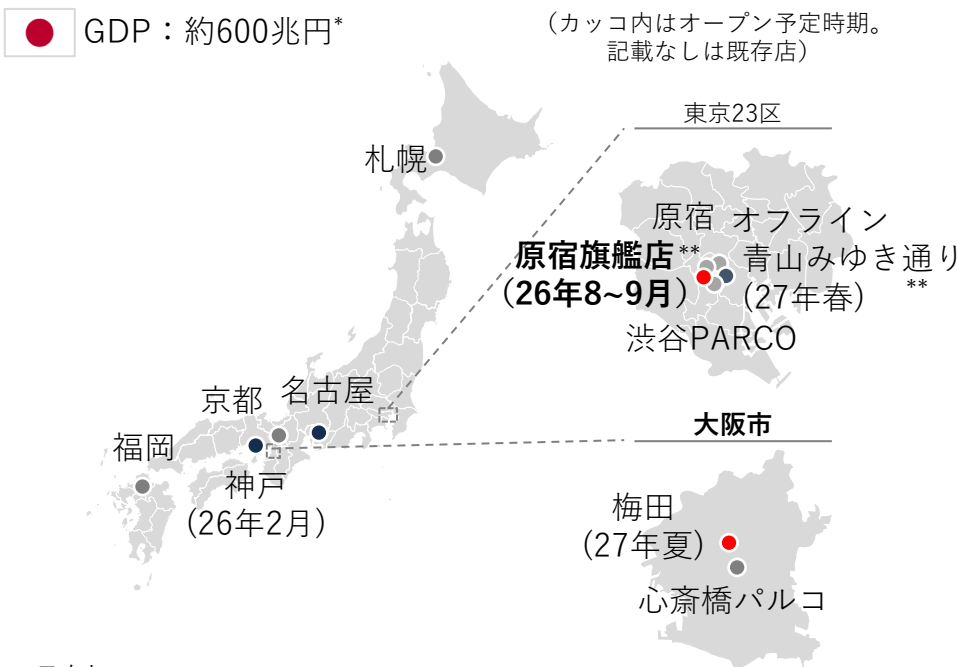 GDP：約600兆円*
（カッコ内はオープン予定時期。
記載なしは既存店）
東京23区
札幌
原宿
オフライン
原宿旗艦店**
（26年8~9月）
青山みゆき通り
(27年春) **
渋谷PARCO
名古屋
京都
大阪市
福岡
神戸
(26年2月)
梅田
(27年夏)
心斎橋パルコ